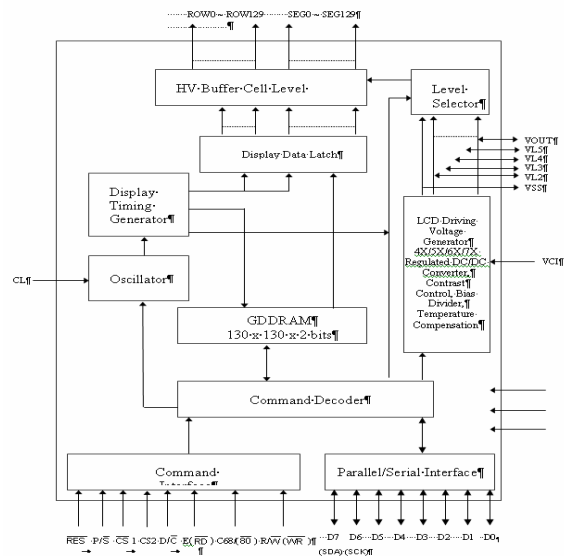 ROW0 ~ ROW129¶ SEG0 ~ SEG129¶
¶
HV·Buffer·Cell·Level·
Level·
Selector¶
Display·Data·Latch¶
VOUT¶
VL5¶
VL4¶
VL3¶
VL2¶
VSS¶
Display·
Timing·
Generator¶
LCD·Driving·
Voltage·
Generator¶
4X/5X/6X/7X·
Regulated·DC/DC·
Converter,¶
Contrast¶
Control,·Bias·
Divider,¶
Temperature·
Compensation¶
VCI¶
CL¶
Oscillator¶
GDDRAM¶
130·x·130·x·2·bits¶
Command·Decoder¶
Command·
Interface¶
Parallel/Serial·Interface¶
RES·P/S·CS1·CS2·D/C·E(RD)·C68/(80)·R/W(WR)¶ D7 D6 D5 D4 D3 D2 D1 D0¶
¶ (SDA)·(SCK)¶